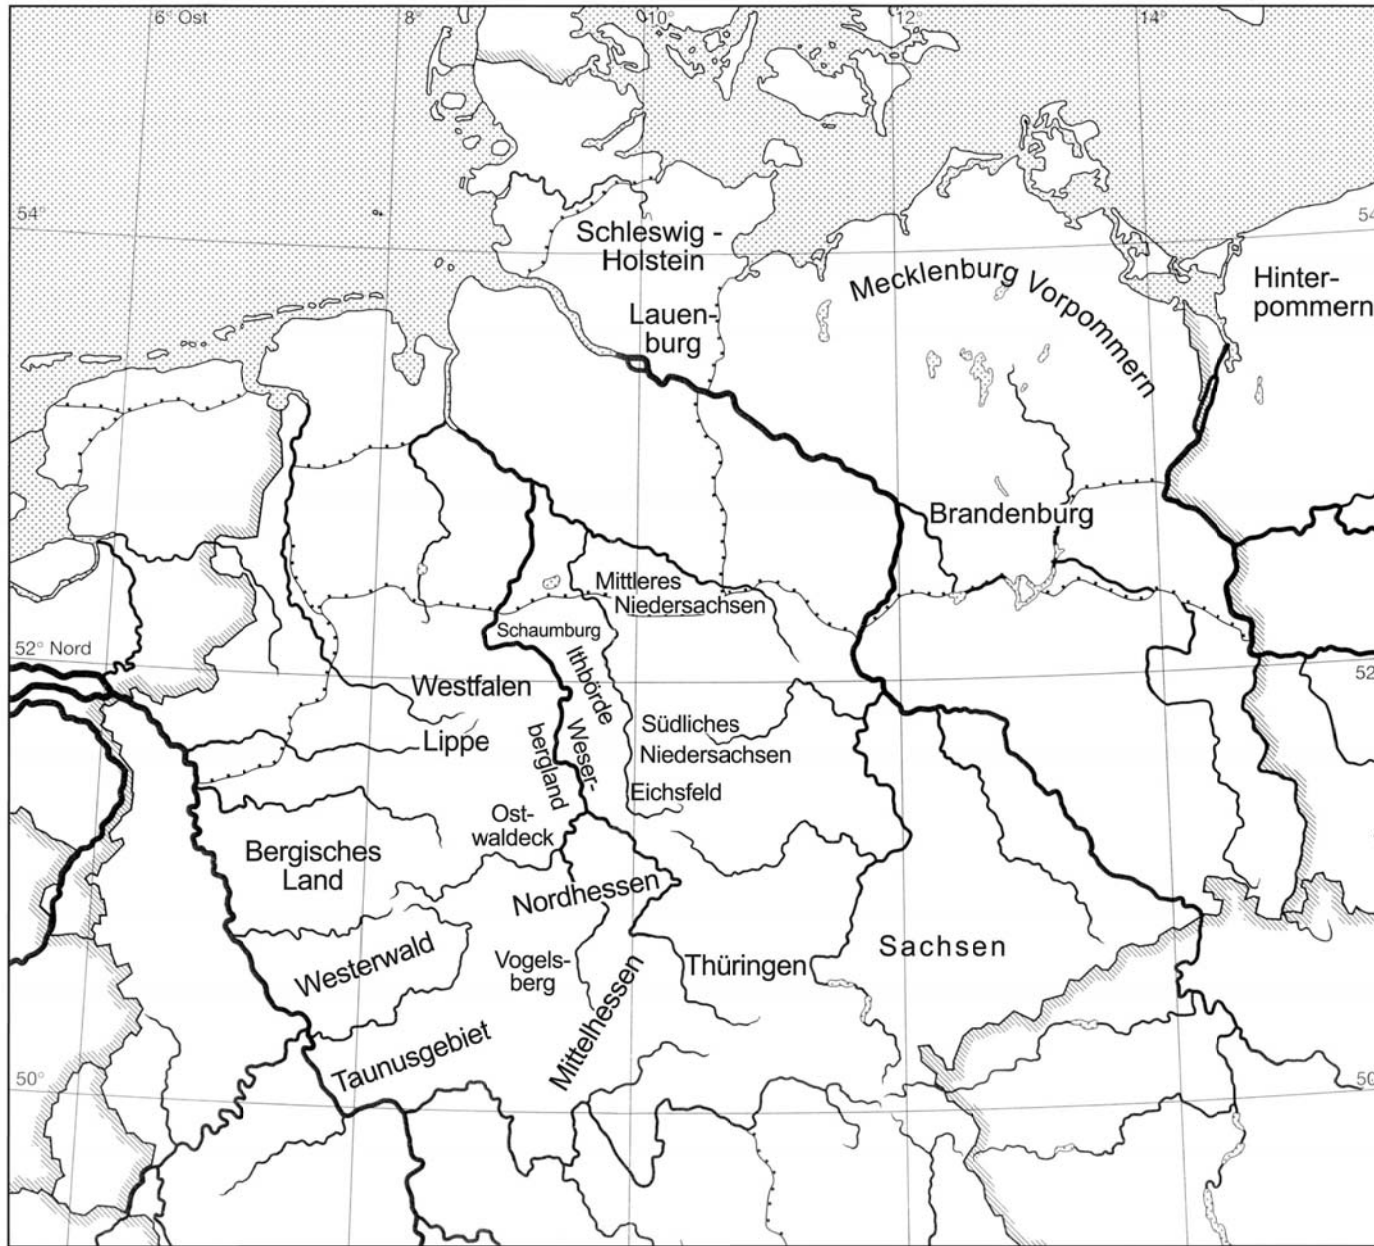 6° Ost
8°
10°
12
14°
54°
54
Schleswig -
Holstein
Mecklenburg Vorpommern
Hinter-
pommern
Lauen-
burg
Brandenburg
Mittleres
Niedersachsen
Schaumburg
52° Nord
52
Ithbörde
Westfalen
Lippe
Weser-
bergland
Südliches
Niedersachsen
Eichsfeld
Ost-
waldeck
Bergisches
Land
Nordhessen
Westerwald
Vogels-
berg
Mittelhessen
Thüringen
Sachsen
Taunusgebiet
50°
50